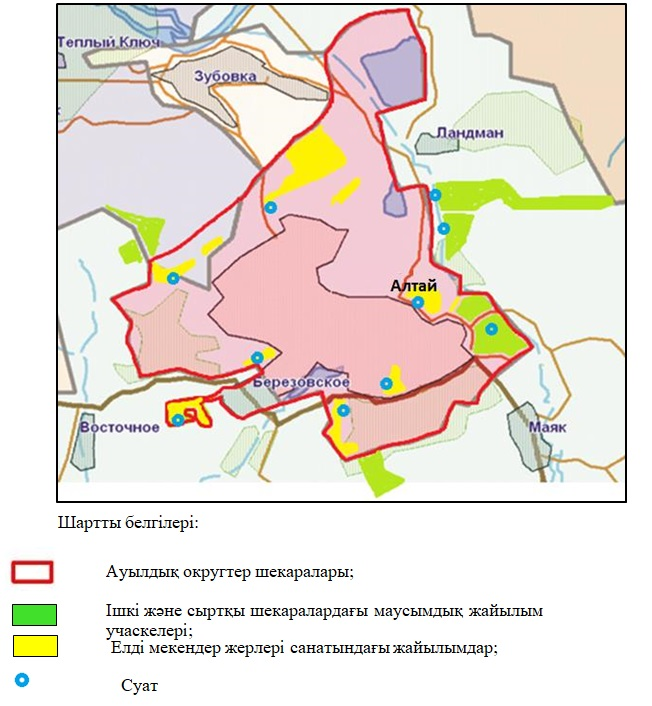 Теплый Ключ
Зубовка
Ландман
Алтай
Березовское
Восточное
Маяк
Шартты белгілері:
Ауылдық округтер шекаралары;
Ішкі және сыртқы шекаралардағы маусымдық жайылым
учаскелері;
Елді мекендер жерлері санатындағы жайылымдар;
Суат